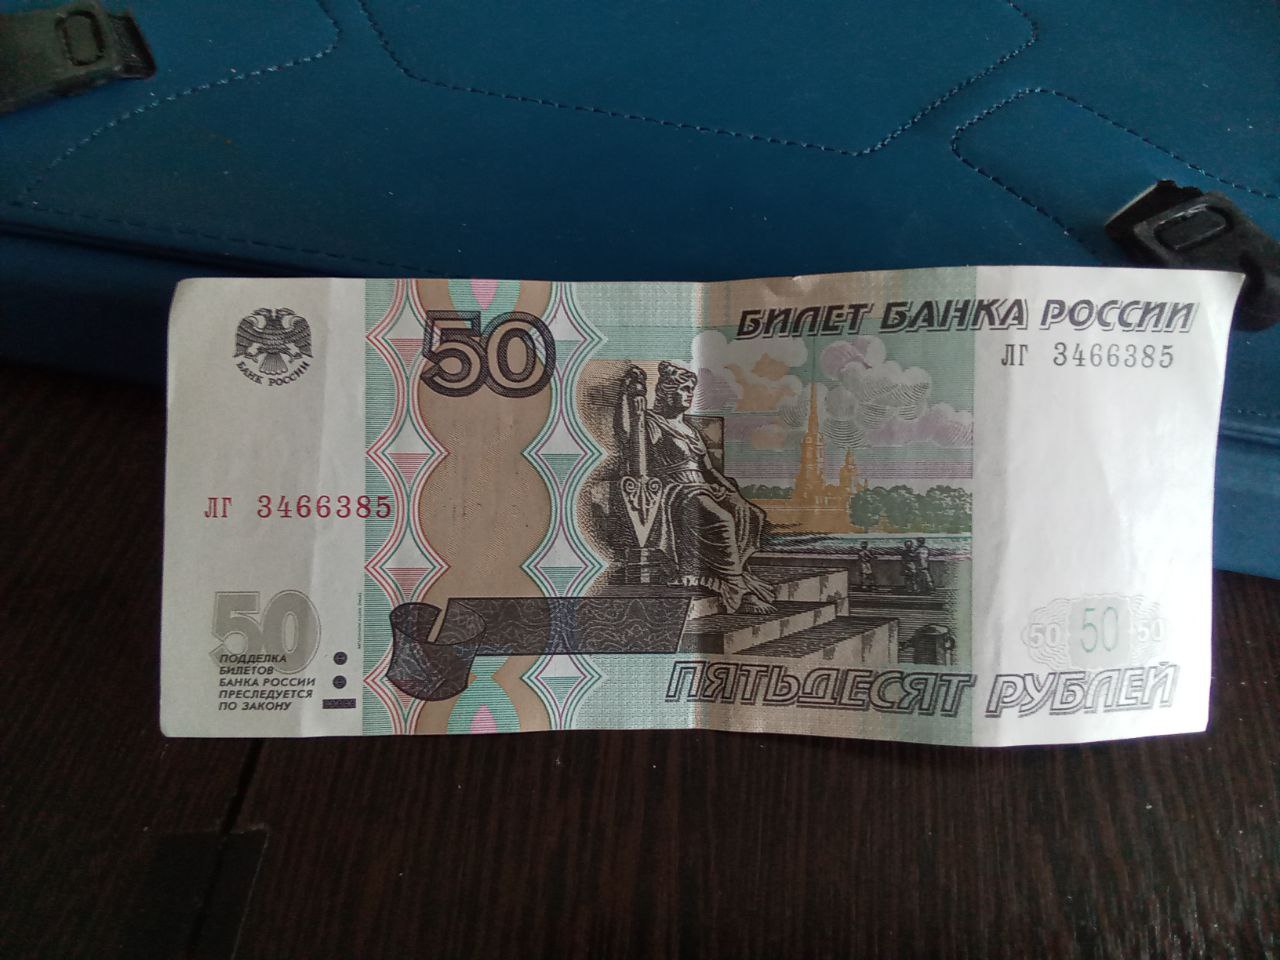 БАНК РОССИИ
50
БИЛЕТ БАНКА РОССИИ
ЛГ 3466385
ЛГ 3466385
50
ПОДДЕЛКА
БИЛЕТОВ
БАНКА РОССИИ
ПРЕСЛЕДУЕТСЯ
ПО ЗАКОНУ
50 50 50
ПЯТЬДЕСЯТ РУБЛЕЙ